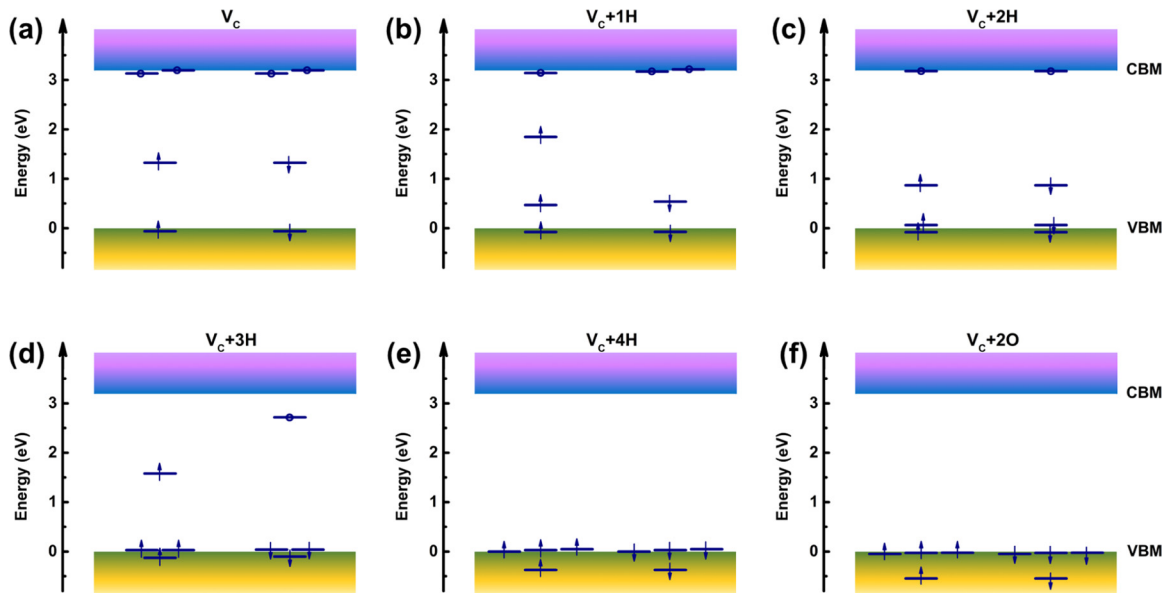 (a) V_C (b) V_C+1H (c) V_C+2H
3 3 3 CBM
2 2 2
1 1 1
0 0 0 VBM
Energy (eV) Energy (eV) Energy (eV)
(d) V_C+3H (e) V_C+4H (f) V_C+2O
3 3 3 CBM
2 2 2
1 1 1
0 0 0 VBM
Energy (eV) Energy (eV) Energy (eV)